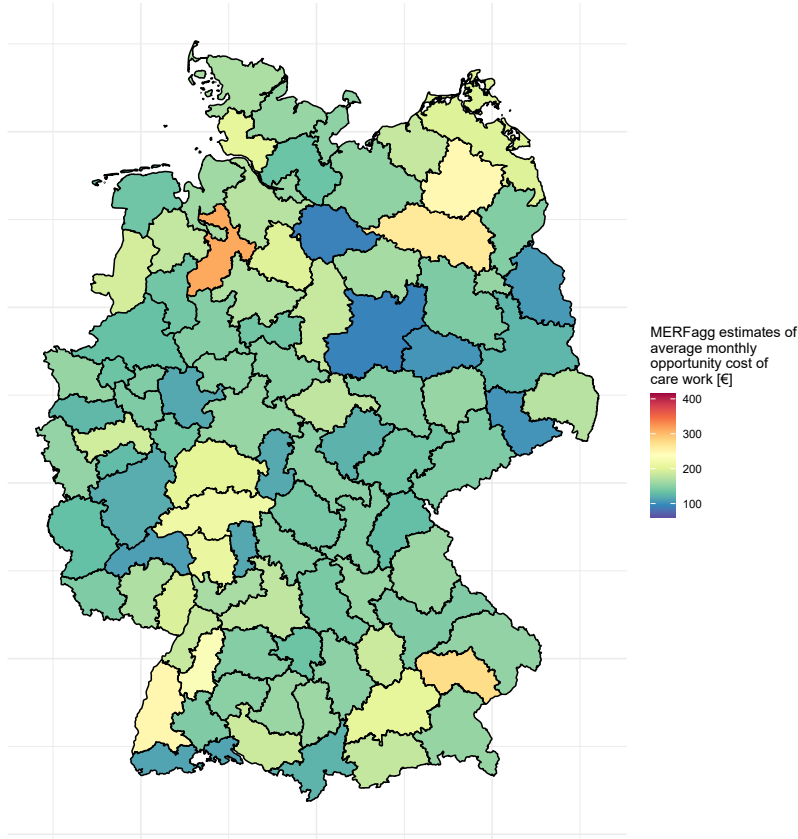 MERFagg estimates of
average monthly
opportunity cost of
care work [€]
400
300
200
100